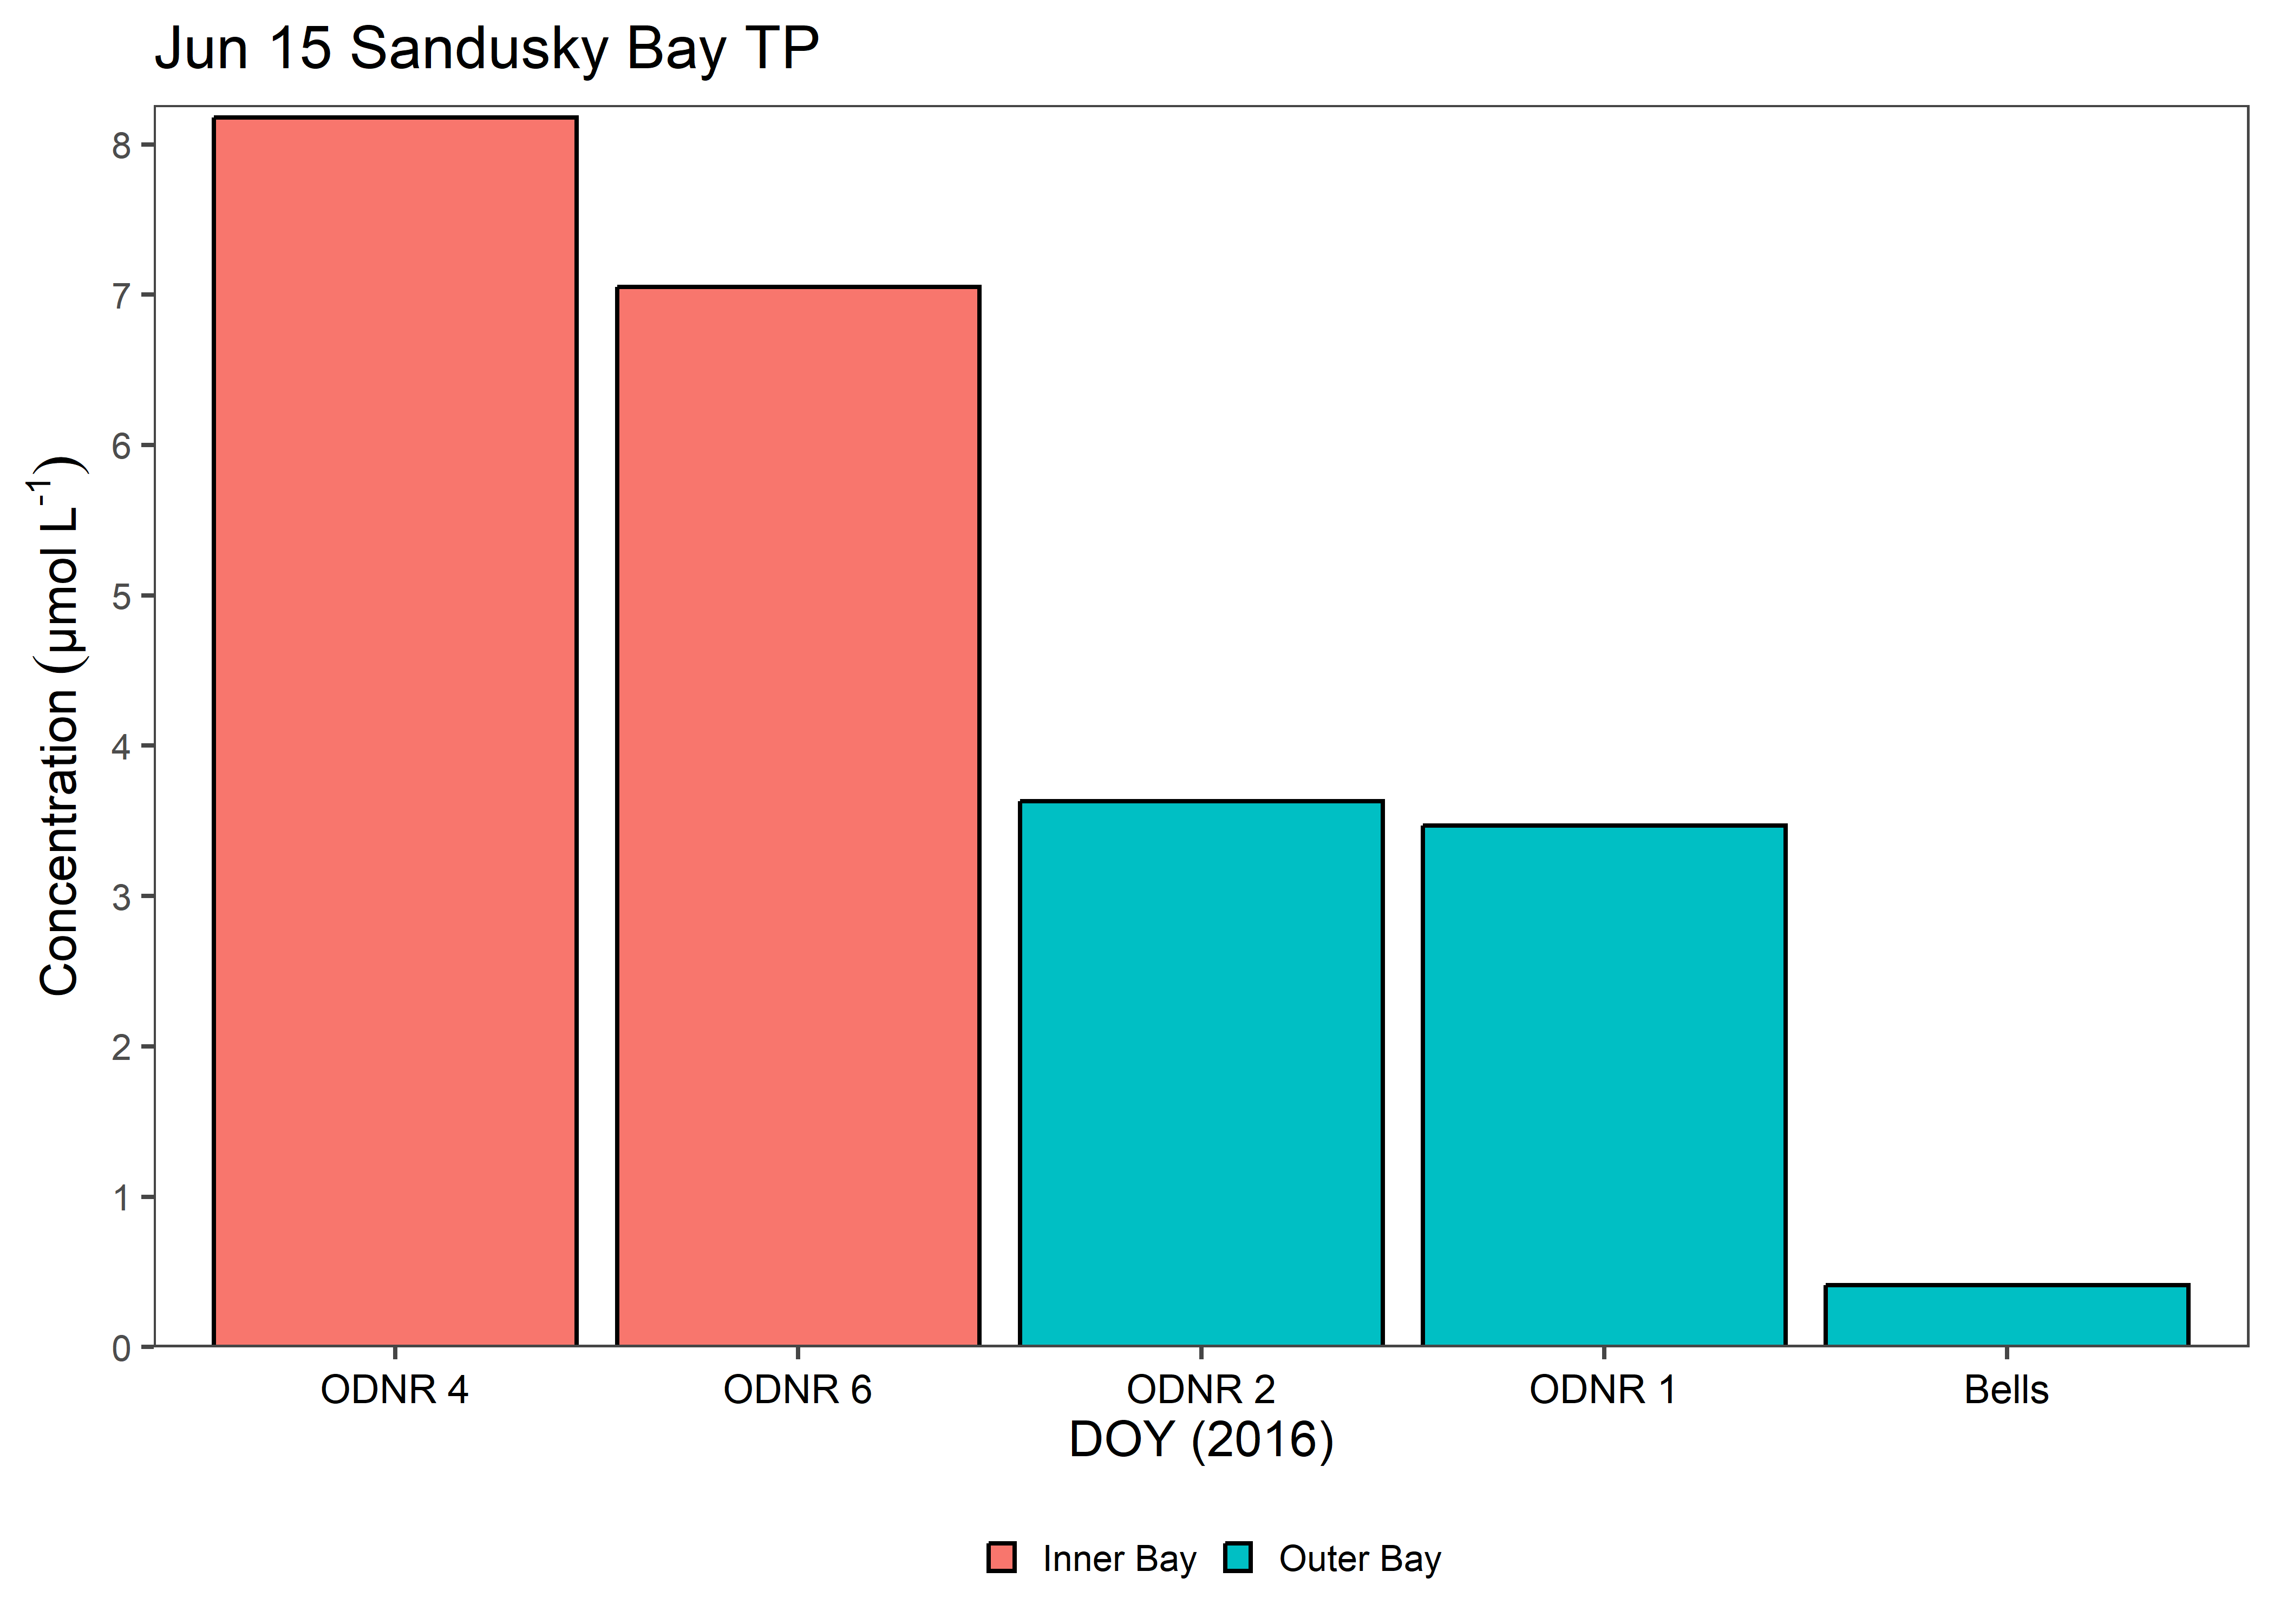 Jun 15 Sandusky Bay TP
Concentration (µmol L⁻¹)
8
7
6
5
4
3
2
1
0
ODNR 4 ODNR 6 ODNR 2 ODNR 1 Bells
DOY (2016)
Inner Bay Outer Bay